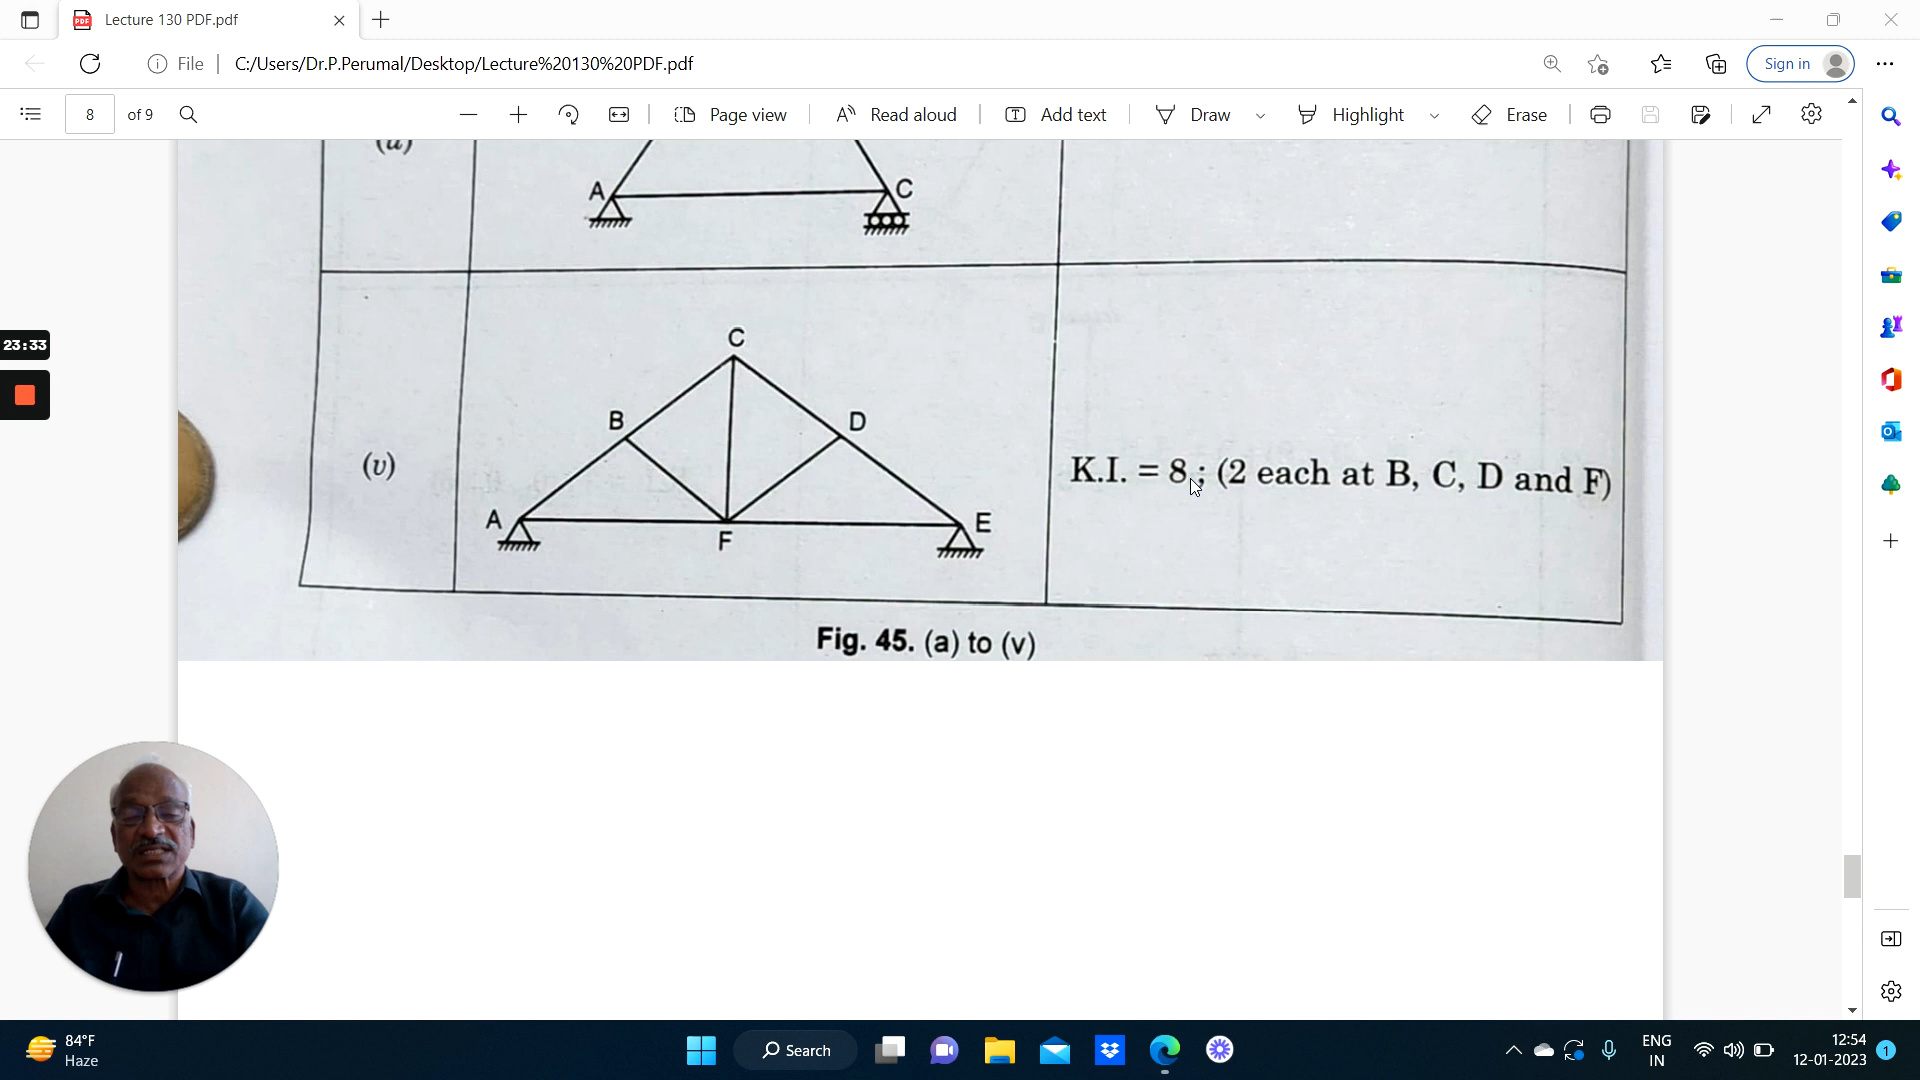 Lecture 130 PDF.pdf
File
C:/Users/Dr.P.Perumal/Desktop/Lecture%20130%20PDF.pdf
Sign in
8 of 9
Page view
Read aloud
Add text
Draw
Highlight
Erase
(u)
A
C
23:33
C
B
D
(v)
K.I. = 8 ; (2 each at B, C, D and F)
A
E
F
Fig. 45. (a) to (v)
84°F
Haze
Search
ENG
IN
12:54
12-01-2023
1